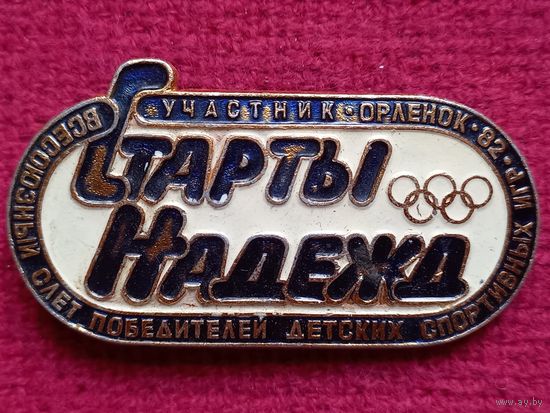 УЧАСТНИК · ОРЛЕНОК · 82 ·
СТАРТЫ
НАДЕЖД
ВСЕСОЮЗНЫЙ СЛЕТ ПОБЕДИТЕЛЕЙ ДЕТСКИХ СПОРТИВНЫХ ИГР
www.ay.by